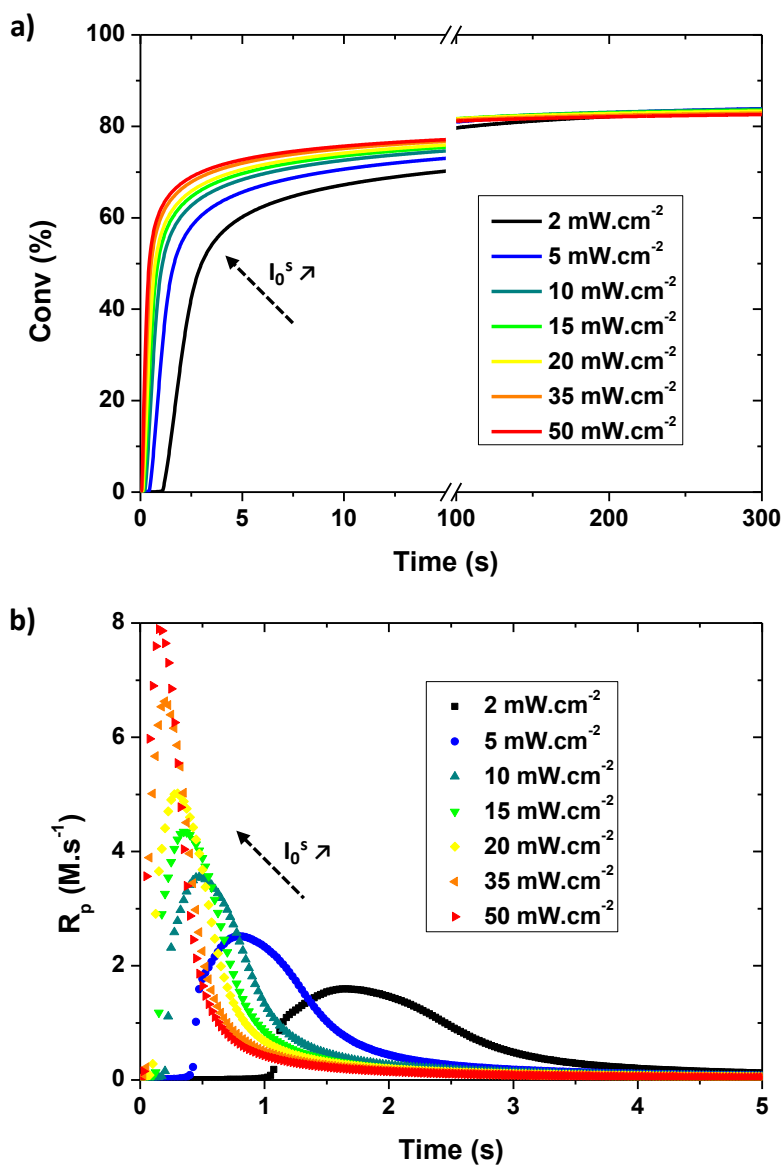 a)
100
80
60
40
20
0
Conv (%)
I₀ˢ ↗
2 mW.cm⁻²
5 mW.cm⁻²
10 mW.cm⁻²
15 mW.cm⁻²
20 mW.cm⁻²
35 mW.cm⁻²
50 mW.cm⁻²
0 5 10 100 200 300
Time (s)
b)
8
6
4
2
0
Rₚ (M.s⁻¹)
2 mW.cm⁻²
5 mW.cm⁻²
10 mW.cm⁻²
15 mW.cm⁻²
20 mW.cm⁻²
35 mW.cm⁻²
50 mW.cm⁻²
I₀ˢ ↗
0 1 2 3 4 5
Time (s)